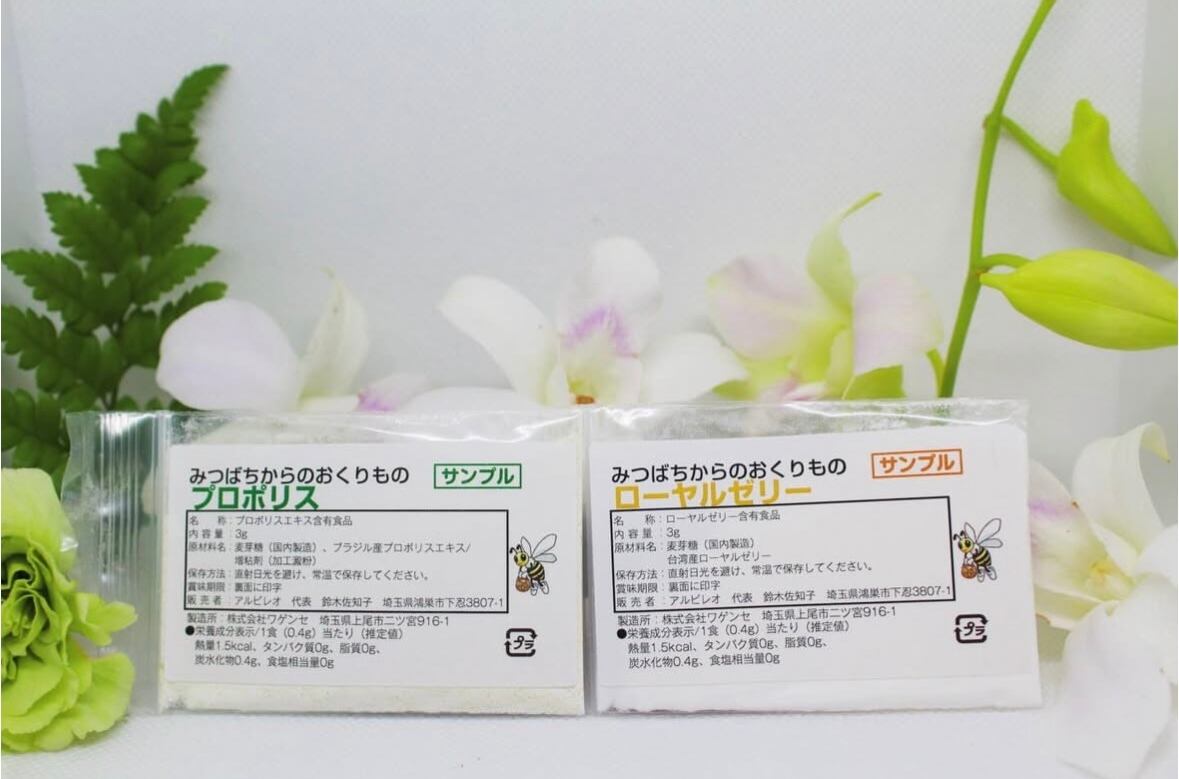 みつばちからのおくりもの サンプル
プロポリス
名　　称：プロポリスエキス含有食品
内 容 量：3g
原材料名：麦芽糖（国内製造）、ブラジル産プロポリスエキス/
増粘剤（加工澱粉）
保存方法：直射日光を避け、常温で保存してください。
賞味期限：裏面に印字
販 売 者：アルビレオ　代表　鈴木佐知子　埼玉県鴻巣市下忍3807-1
製造所：株式会社ワゲンセ　埼玉県上尾市二ツ宮916-1
●栄養成分表示/1食（0.4g）当たり（推定値）
熱量1.5kcal、タンパク質0g、脂質0g、
炭水化物0.4g、食塩相当量0g
プラ
みつばちからのおくりもの サンプル
ローヤルゼリー
名　　称：ローヤルゼリー含有食品
内 容 量：3g
原材料名：麦芽糖（国内製造）
台湾産ローヤルゼリー
保存方法：直射日光を避け、常温で保存してください。
賞味期限：裏面に印字
販 売 者：アルビレオ　代表　鈴木佐知子　埼玉県鴻巣市下忍3807-1
製造所：株式会社ワゲンセ　埼玉県上尾市二ツ宮916-1
●栄養成分表示/1食（0.4g）当たり（推定値）
熱量1.5kcal、タンパク質0g、脂質0g、
炭水化物0.4g、食塩相当量0g
プラ